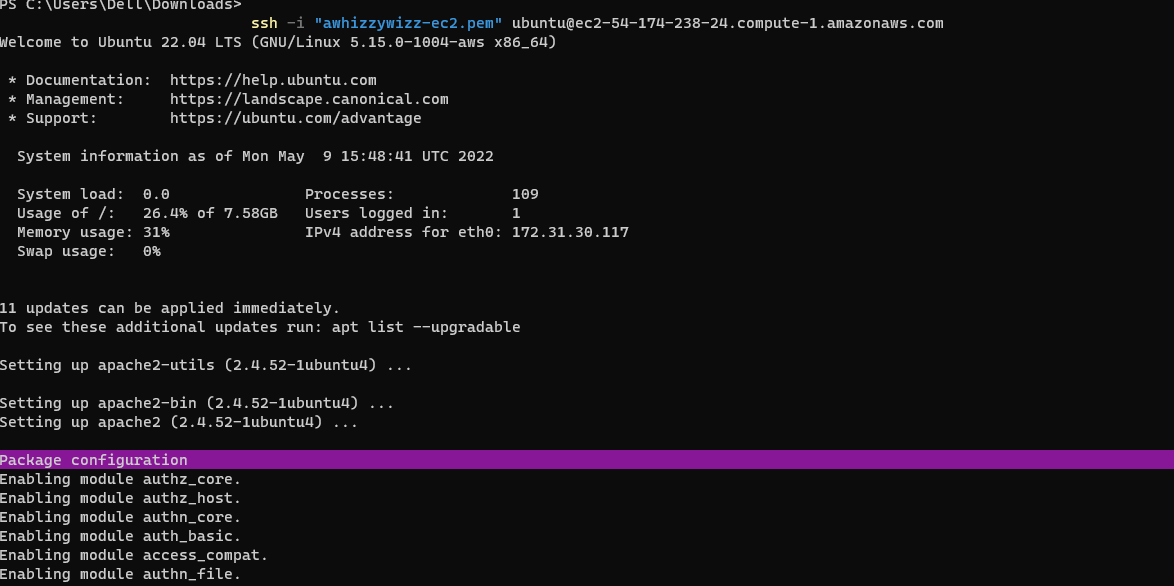 PS C:\Users\Dell\Downloads>
ssh -i "awhizzywizz-ec2.pem" ubuntu@ec2-54-174-238-24.compute-1.amazonaws.com
Welcome to Ubuntu 22.04 LTS (GNU/Linux 5.15.0-1004-aws x86_64)
* Documentation:  https://help.ubuntu.com
* Management:     https://landscape.canonical.com
* Support:        https://ubuntu.com/advantage
System information as of Mon May  9 15:48:41 UTC 2022
System load:  0.0               Processes:             109
Usage of /:   26.4% of 7.58GB   Users logged in:       1
Memory usage: 31%               IPv4 address for eth0: 172.31.30.117
Swap usage:   0%
11 updates can be applied immediately.
To see these additional updates run: apt list --upgradable
Setting up apache2-utils (2.4.52-1ubuntu4) ...
Setting up apache2-bin (2.4.52-1ubuntu4) ...
Setting up apache2 (2.4.52-1ubuntu4) ...
Package configuration
Enabling module authz_core.
Enabling module authz_host.
Enabling module authn_core.
Enabling module auth_basic.
Enabling module access_compat.
Enabling module authn_file.